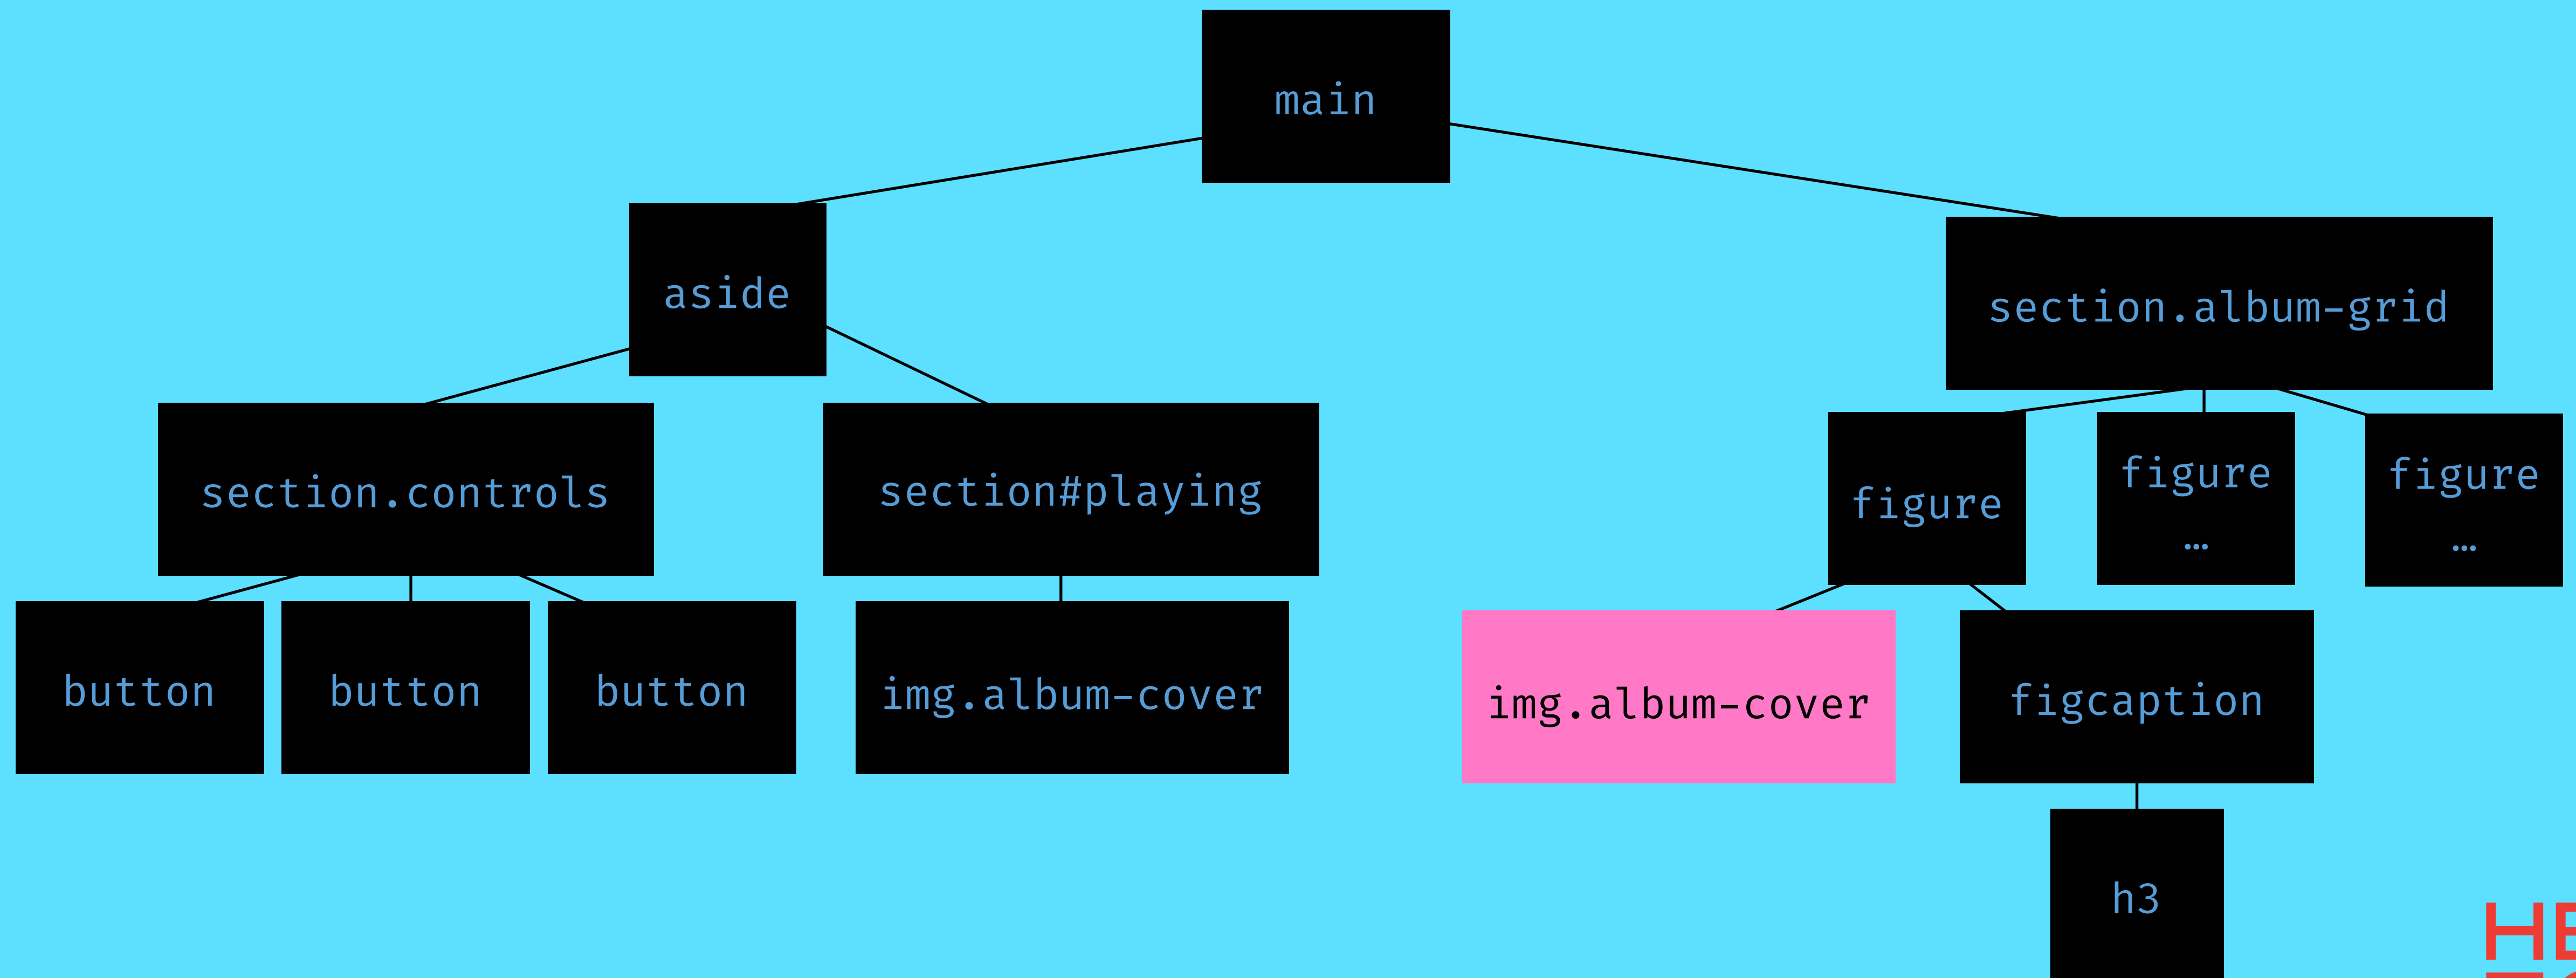 main
aside
section.album-grid
section.controls
section#playing
figure
figure
…
figure
…
button
button
button
img.album-cover
img.album-cover
figcaption
h3